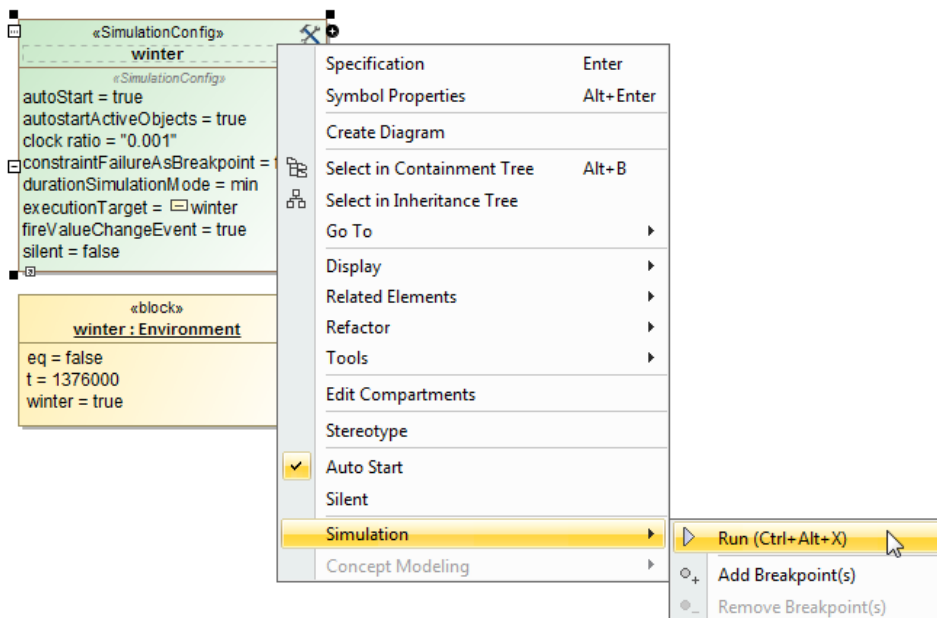 «SimulationConfig»
winter
«SimulationConfig»
autoStart = true
autostartActiveObjects = true
clock ratio = "0.001"
constraintFailureAsBreakpoint =
durationSimulationMode = min
executionTarget = winter
fireValueChangeEvent = true
silent = false
«block»
winter : Environment
eq = false
t = 1376000
winter = true
Specification Enter
Symbol Properties Alt+Enter
Create Diagram
Select in Containment Tree Alt+B
Select in Inheritance Tree
Go To
Display
Related Elements
Refactor
Tools
Edit Compartments
Stereotype
Auto Start
Silent
Simulation
Concept Modeling
Run (Ctrl+Alt+X)
Add Breakpoint(s)
Remove Breakpoint(s)